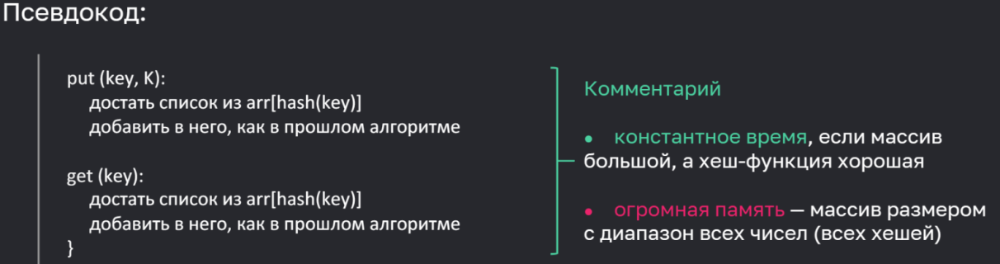 Псевдокод:
put (key, K):
достать список из arr[hash(key)]
добавить в него, как в прошлом алгоритме
get (key):
достать список из arr[hash(key)]
добавить в него, как в прошлом алгоритме
}
Комментарий
• константное время, если массив
большой, а хеш-функция хорошая
• огромная память — массив размером
с диапазон всех чисел (всех хешей)